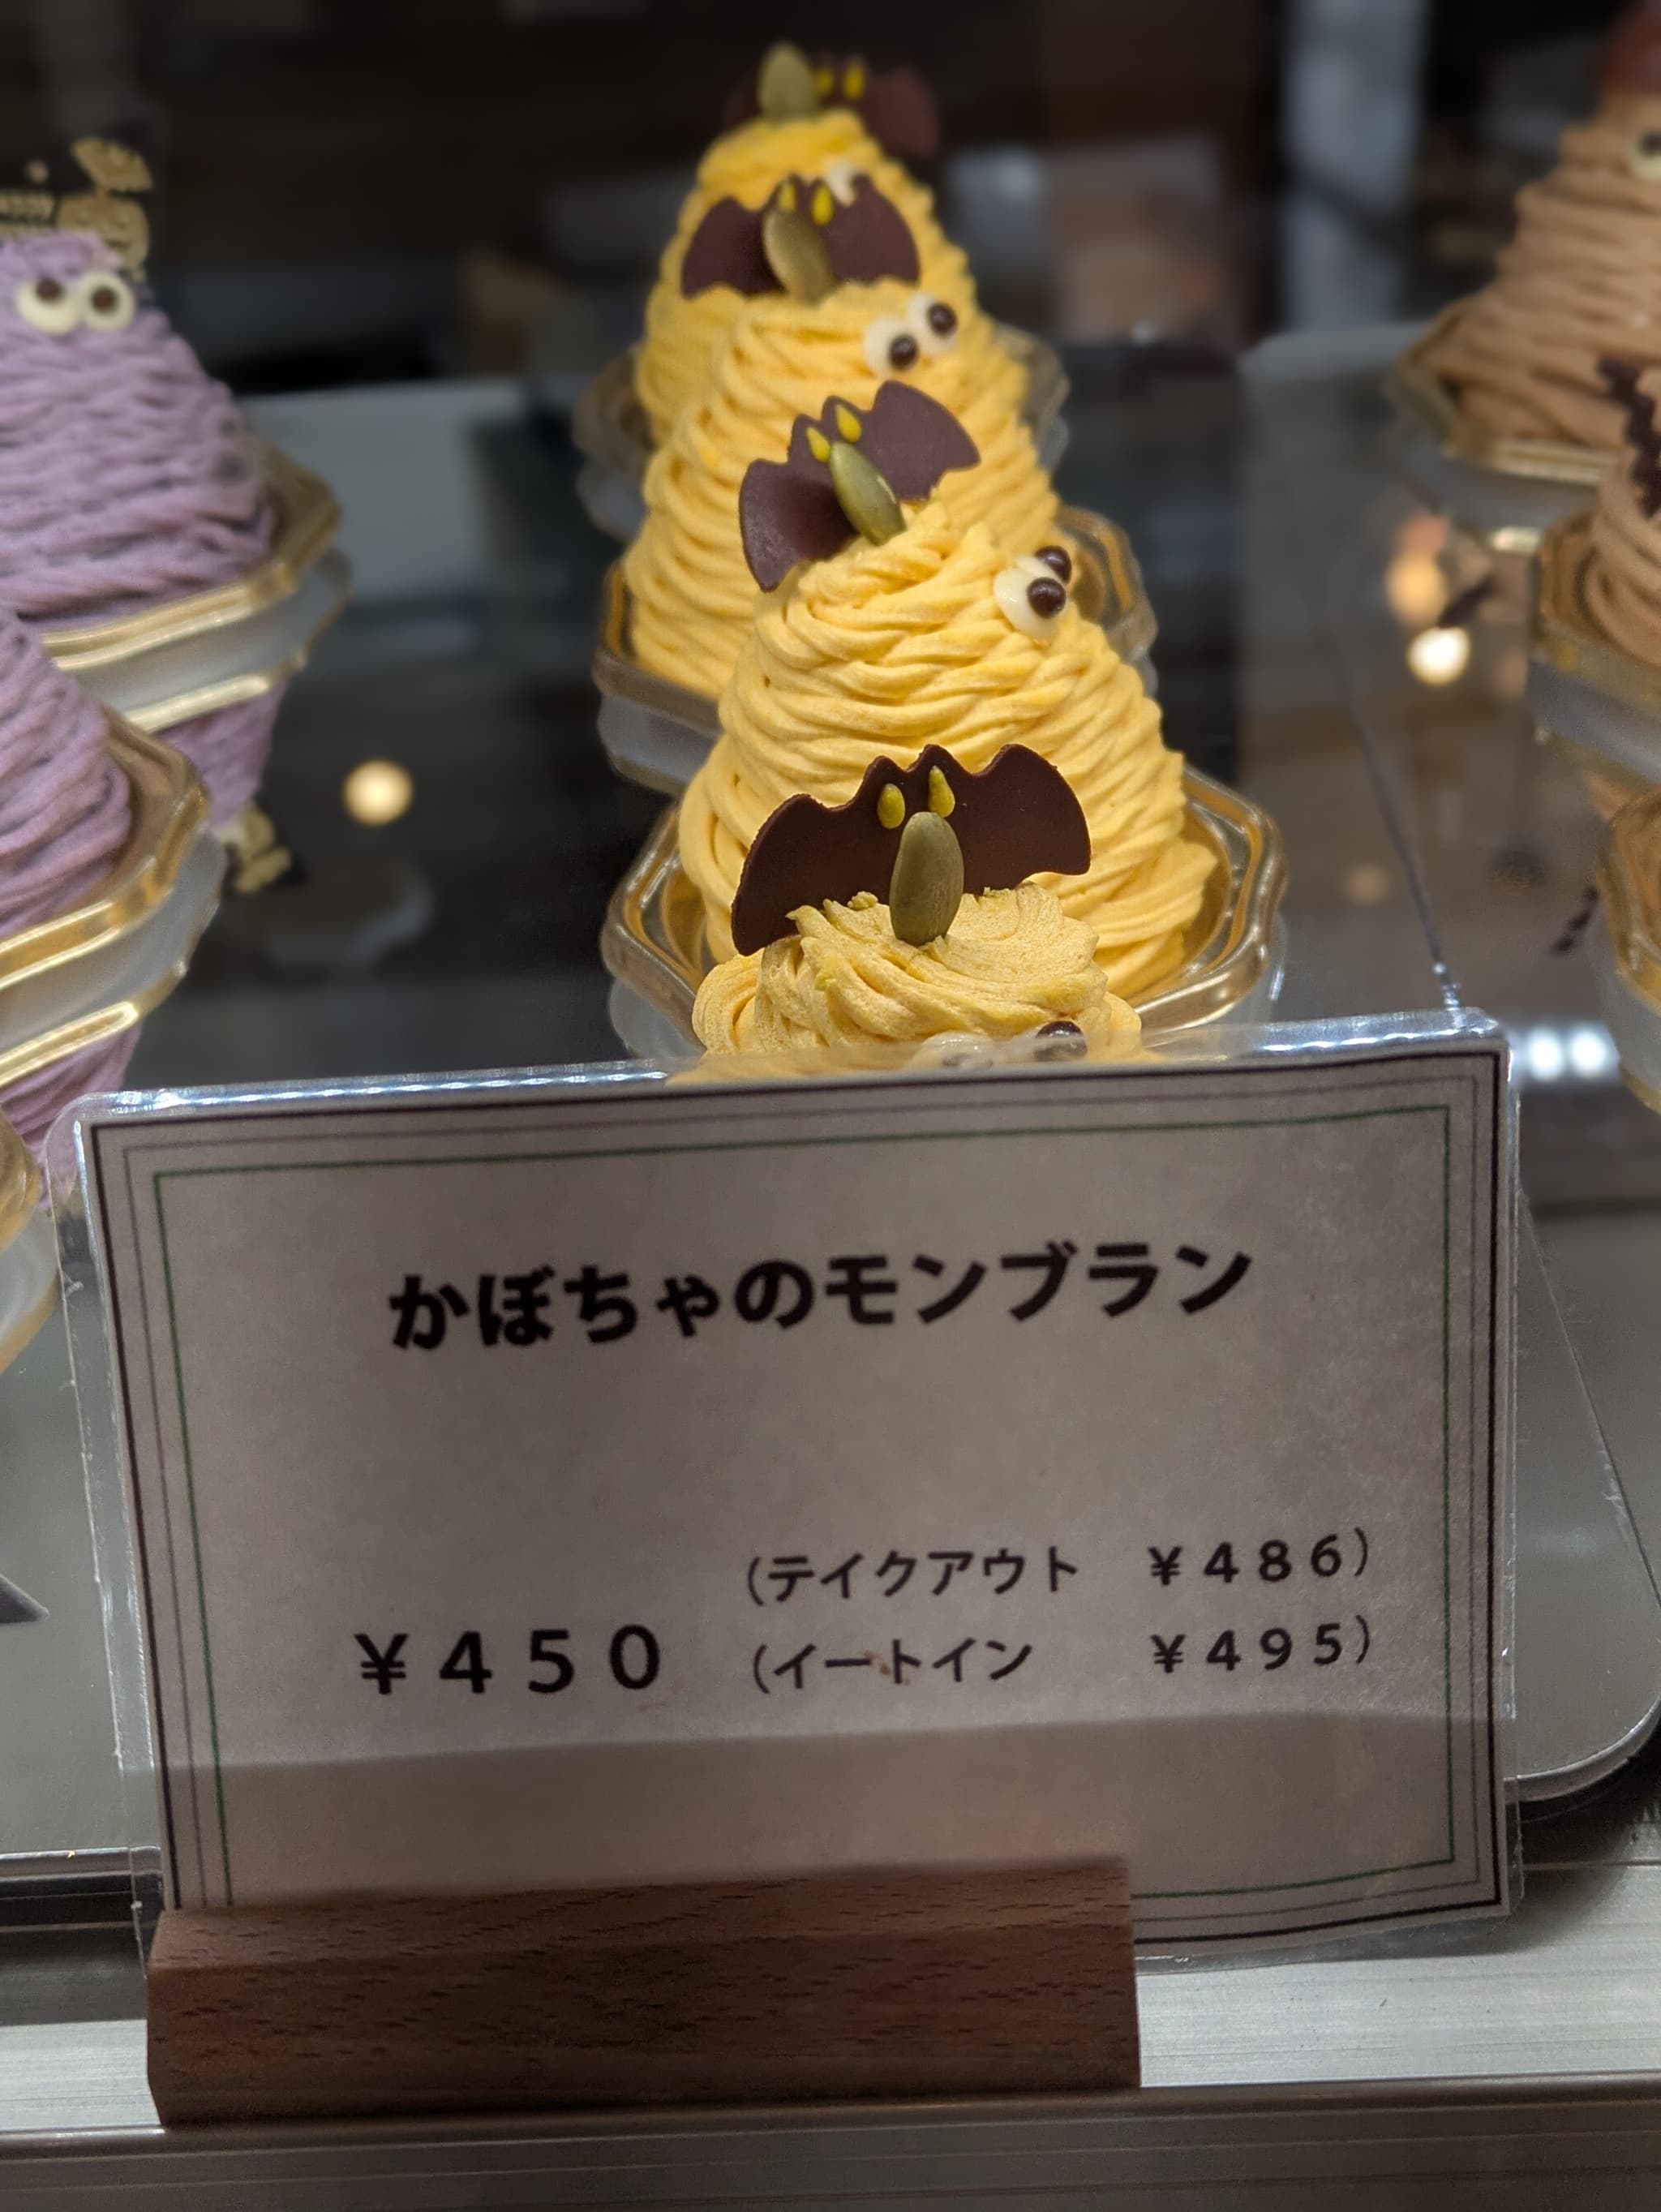 かぼちゃのモンブラン
(テイクアウト ￥４８６)
￥４５０ (イートイン ￥４９５)